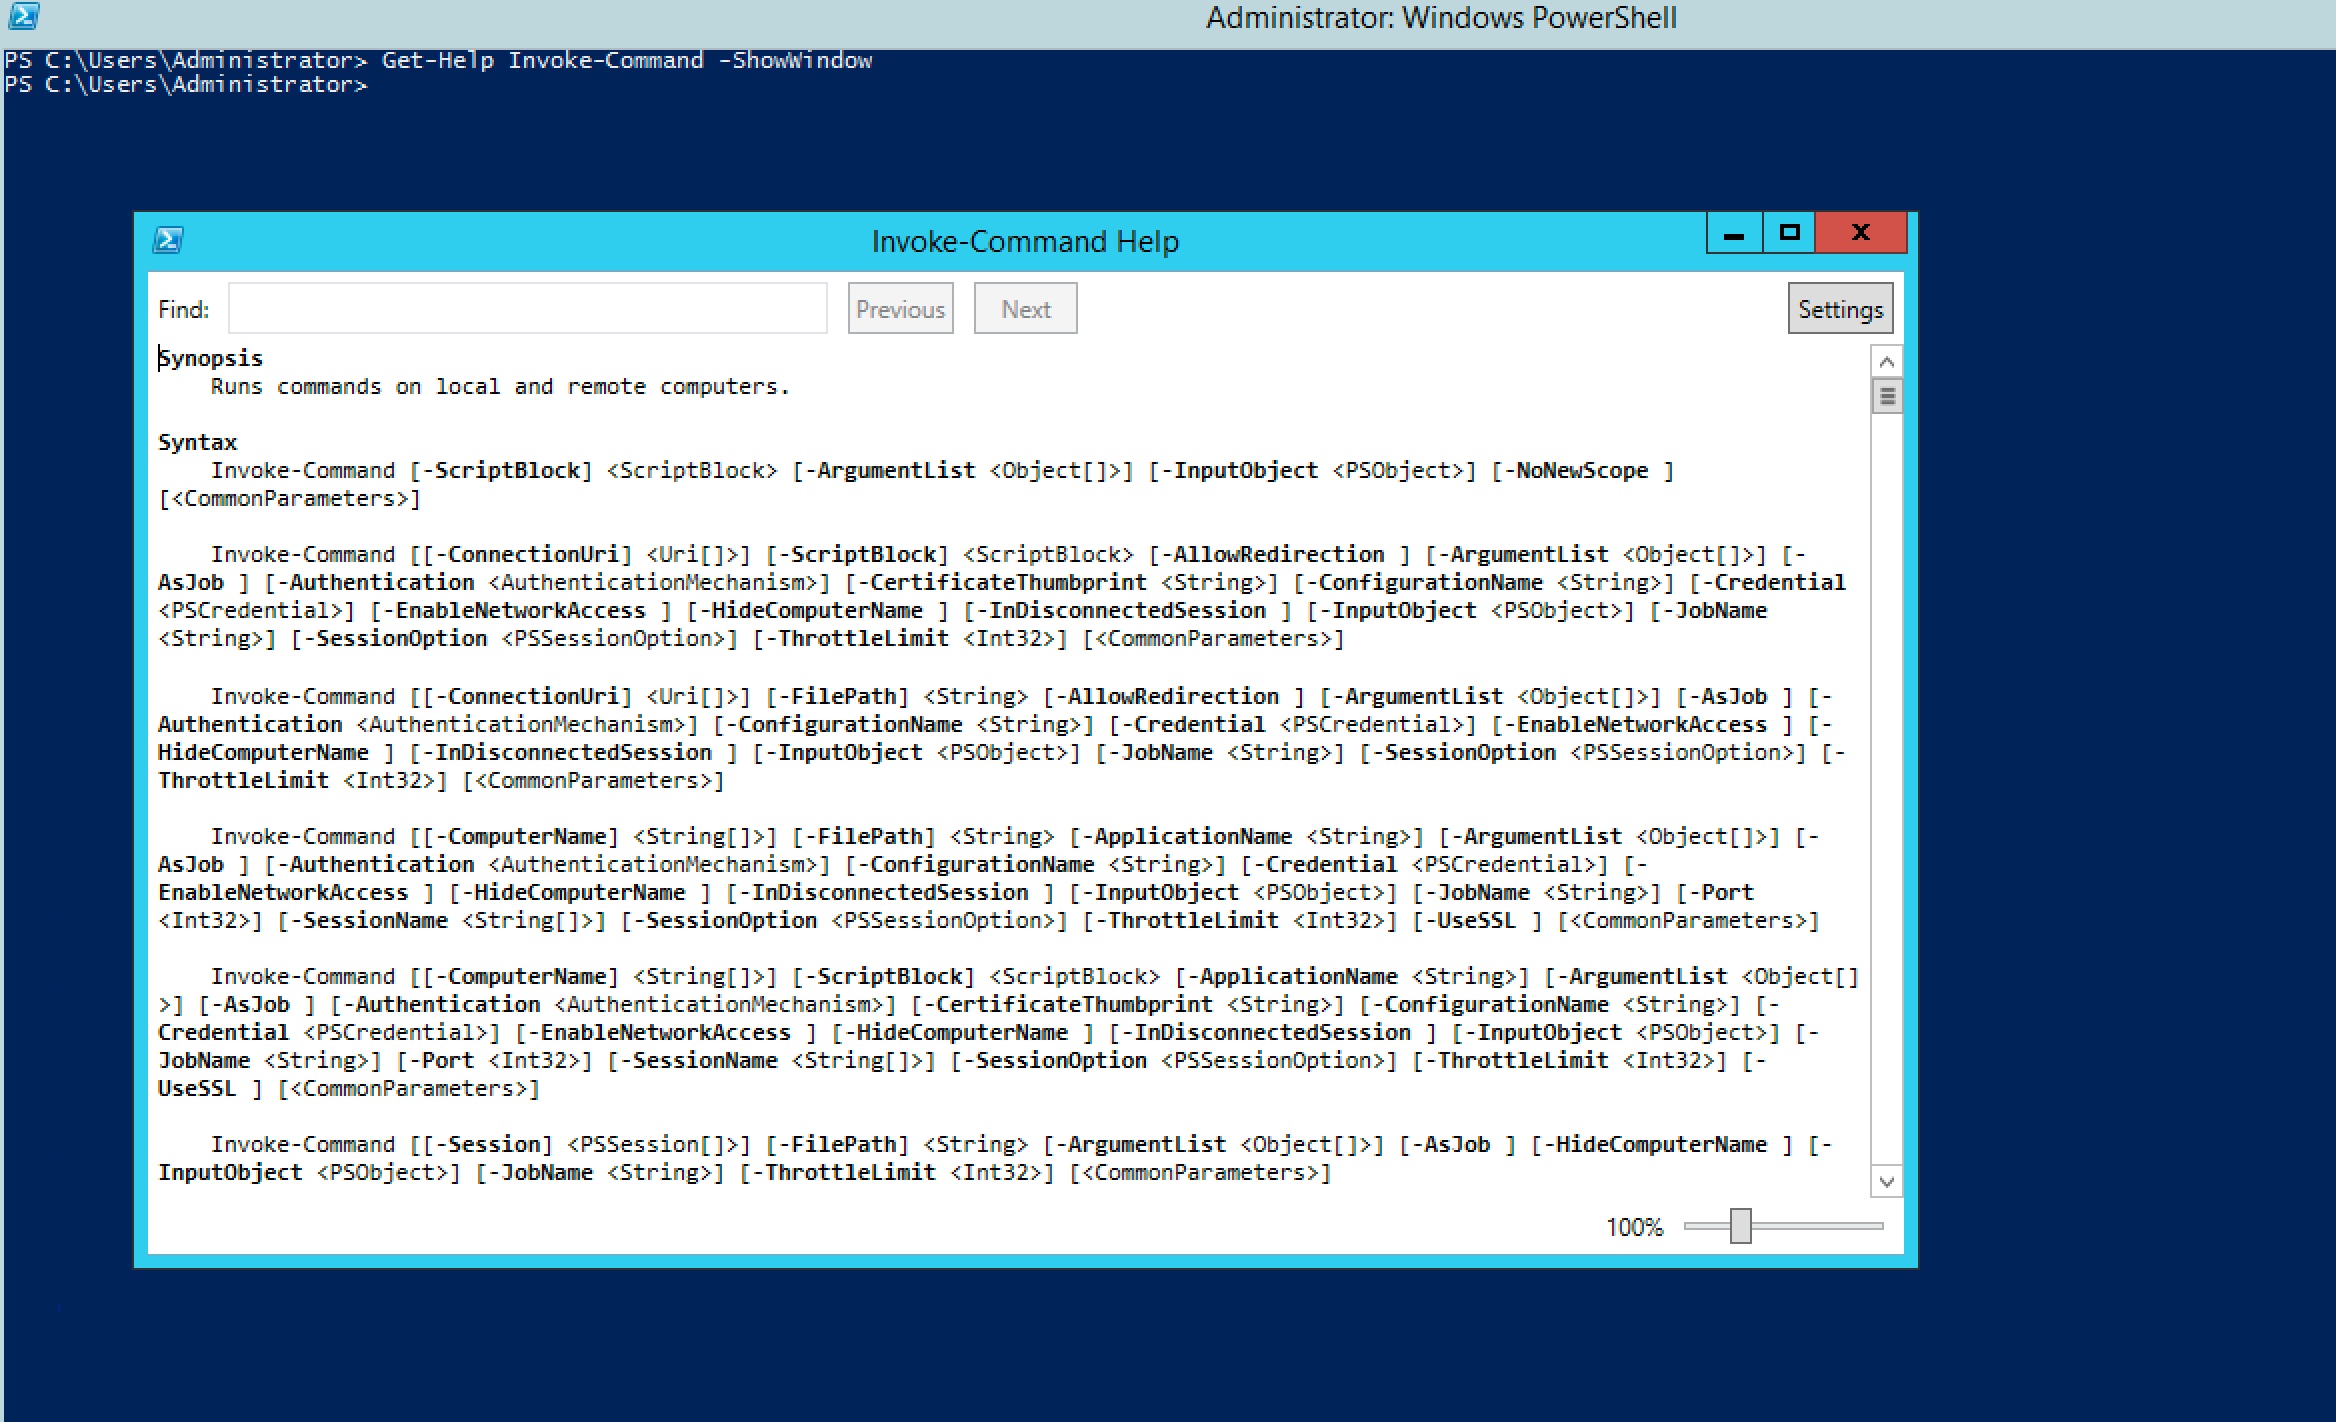 Administrator: Windows PowerShell
PS C:\Users\Administrator> Get-Help Invoke-Command -ShowWindow
PS C:\Users\Administrator>
Invoke-Command Help
Find:
Previous
Next
Settings
Synopsis
Runs commands on local and remote computers.
Syntax
Invoke-Command [-ScriptBlock] <ScriptBlock> [-ArgumentList <Object[]>] [-InputObject <PSObject>] [-NoNewScope ]
[<CommonParameters>]
Invoke-Command [[-ConnectionUri] <Uri[]>] [-ScriptBlock] <ScriptBlock> [-AllowRedirection ] [-ArgumentList <Object[]>] [-
AsJob ] [-Authentication <AuthenticationMechanism>] [-CertificateThumbprint <String>] [-ConfigurationName <String>] [-Credential
<PSCredential>] [-EnableNetworkAccess ] [-HideComputerName ] [-InDisconnectedSession ] [-InputObject <PSObject>] [-JobName
<String>] [-SessionOption <PSSessionOption>] [-ThrottleLimit <Int32>] [<CommonParameters>]
Invoke-Command [[-ConnectionUri] <Uri[]>] [-FilePath] <String> [-AllowRedirection ] [-ArgumentList <Object[]>] [-AsJob ] [-
Authentication <AuthenticationMechanism>] [-ConfigurationName <String>] [-Credential <PSCredential>] [-EnableNetworkAccess ] [-
HideComputerName ] [-InDisconnectedSession ] [-InputObject <PSObject>] [-JobName <String>] [-SessionOption <PSSessionOption>] [-
ThrottleLimit <Int32>] [<CommonParameters>]
Invoke-Command [[-ComputerName] <String[]>] [-FilePath] <String> [-ApplicationName <String>] [-ArgumentList <Object[]>] [-
AsJob ] [-Authentication <AuthenticationMechanism>] [-ConfigurationName <String>] [-Credential <PSCredential>] [-
EnableNetworkAccess ] [-HideComputerName ] [-InDisconnectedSession ] [-InputObject <PSObject>] [-JobName <String>] [-Port
<Int32>] [-SessionName <String[]>] [-SessionOption <PSSessionOption>] [-ThrottleLimit <Int32>] [-UseSSL ] [<CommonParameters>]
Invoke-Command [[-ComputerName] <String[]>] [-ScriptBlock] <ScriptBlock> [-ApplicationName <String>] [-ArgumentList <Object[]
>] [-AsJob ] [-Authentication <AuthenticationMechanism>] [-CertificateThumbprint <String>] [-ConfigurationName <String>] [-
Credential <PSCredential>] [-EnableNetworkAccess ] [-HideComputerName ] [-InDisconnectedSession ] [-InputObject <PSObject>] [-
JobName <String>] [-Port <Int32>] [-SessionName <String[]>] [-SessionOption <PSSessionOption>] [-ThrottleLimit <Int32>] [-
UseSSL ] [<CommonParameters>]
Invoke-Command [[-Session] <PSSession[]>] [-FilePath] <String> [-ArgumentList <Object[]>] [-AsJob ] [-HideComputerName ] [-
InputObject <PSObject>] [-JobName <String>] [-ThrottleLimit <Int32>] [<CommonParameters>]
100%